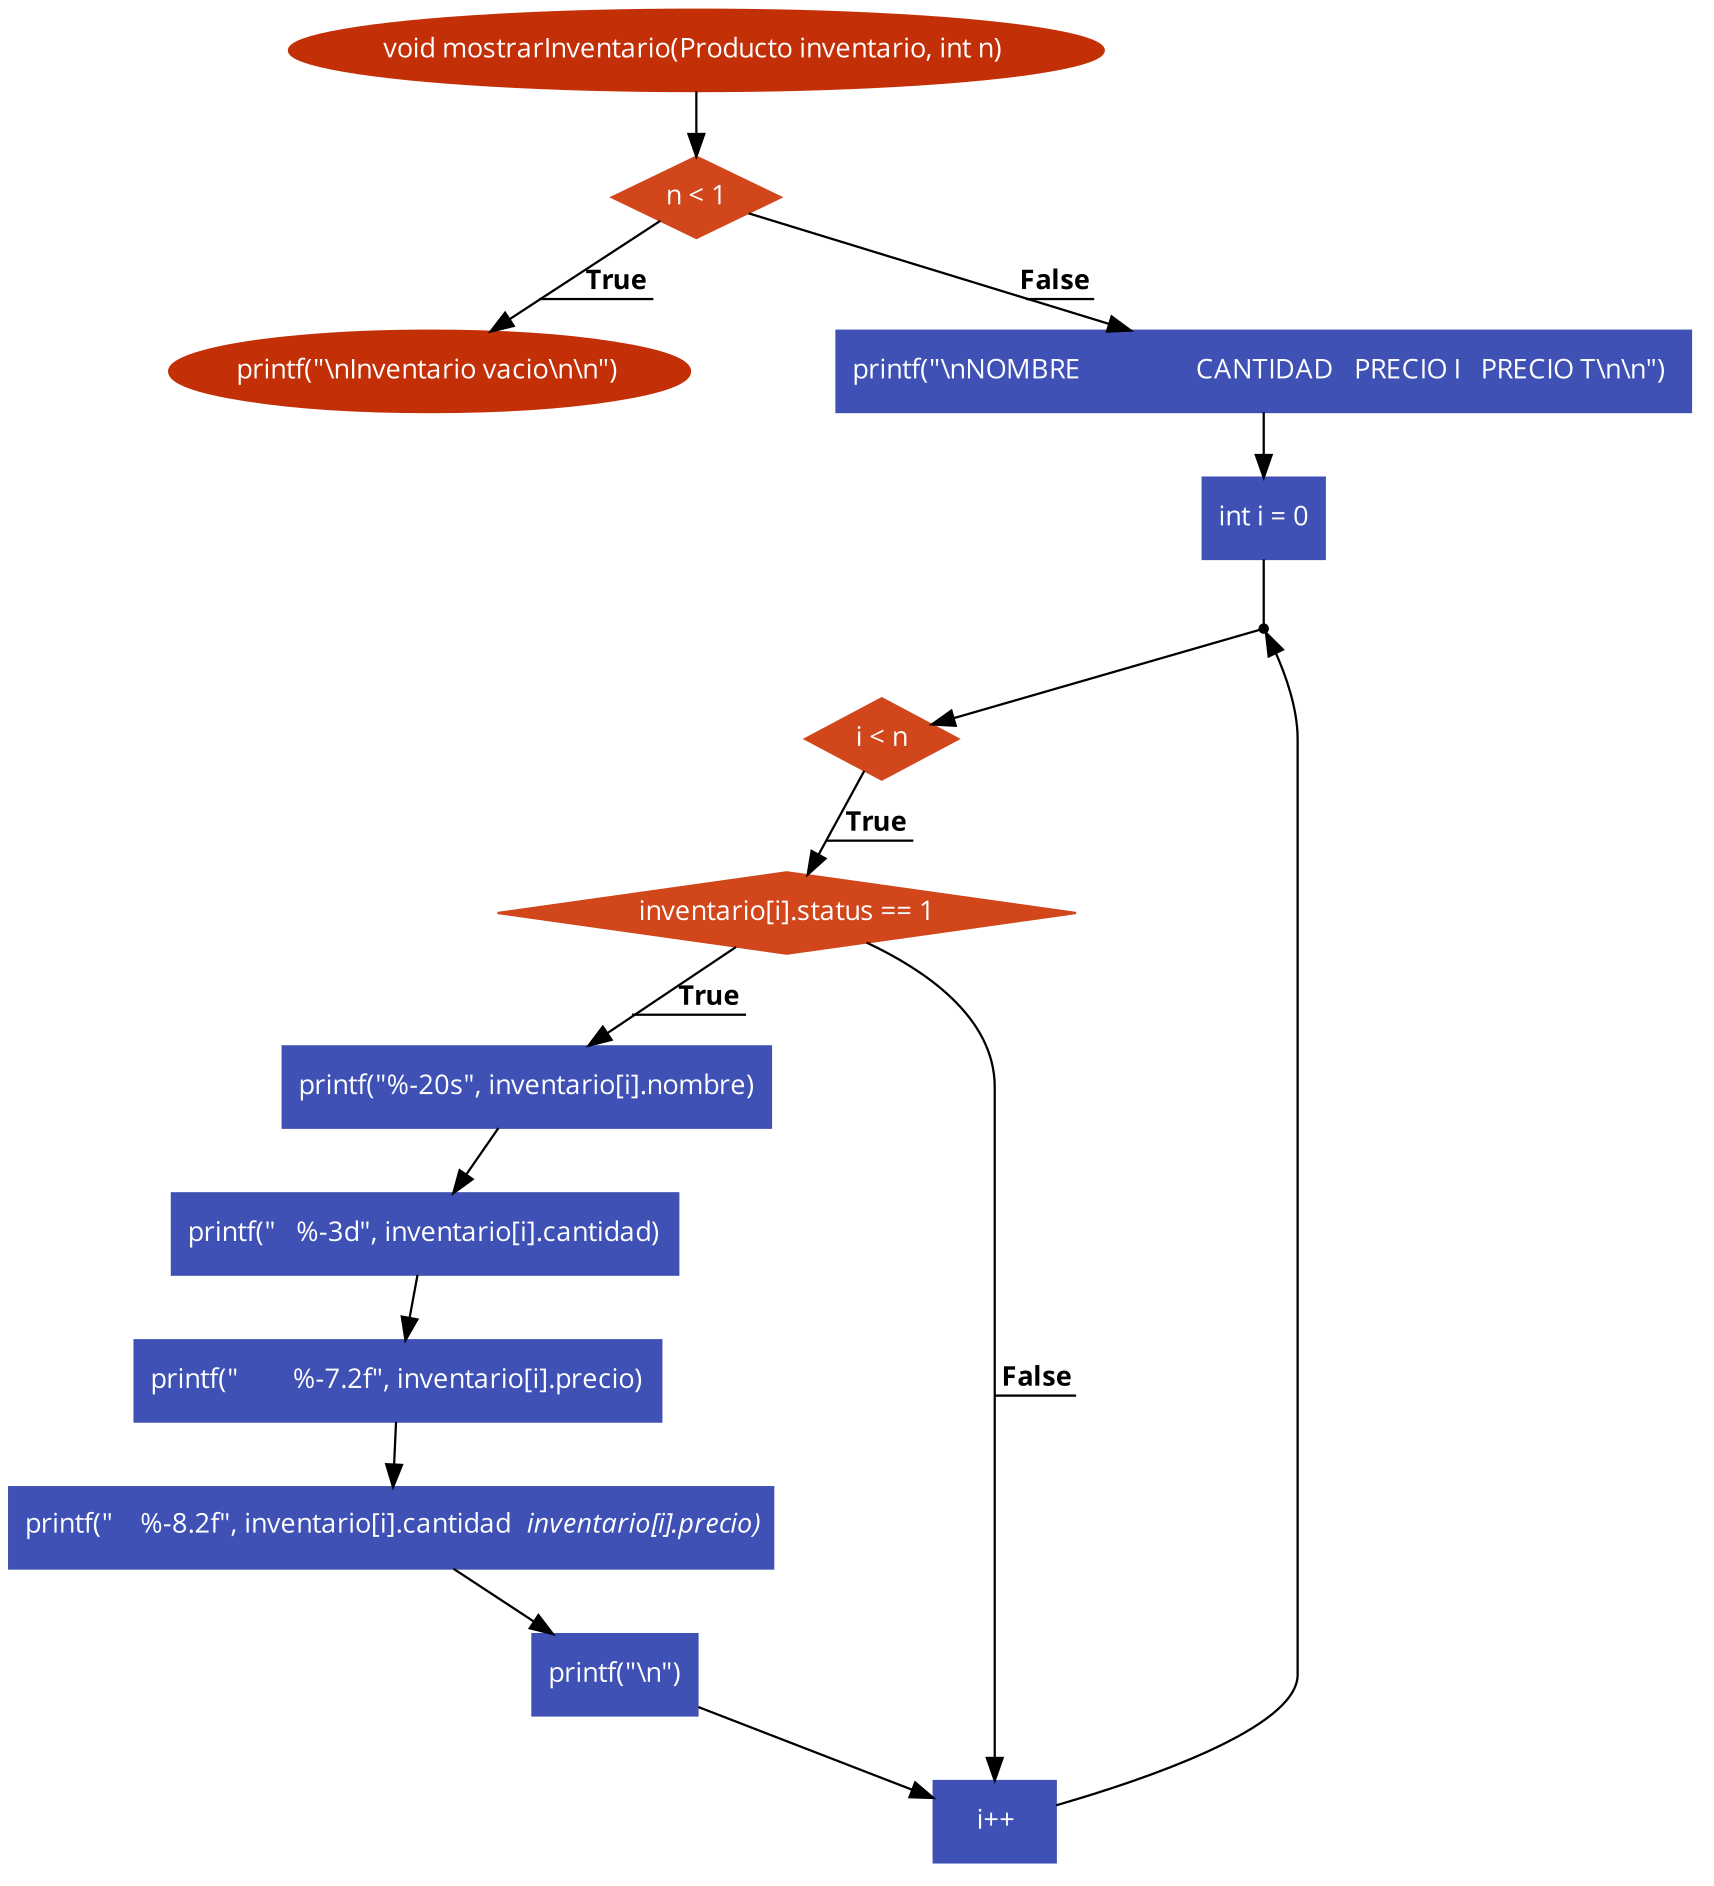 void mostrarInventario(Producto inventario, int n)
n < 1
True
False
printf("\nInventario vacio\n\n")
printf("\nNOMBRE                 CANTIDAD   PRECIO I   PRECIO T\n\n")
int i = 0
i < n
True
inventario[i].status == 1
True
printf("%-20s", inventario[i].nombre)
printf("   %-3d", inventario[i].cantidad)
printf("        %-7.2f", inventario[i].precio)
False
printf("    %-8.2f", inventario[i].cantidad  inventario[i].precio)
printf("\n")
i++